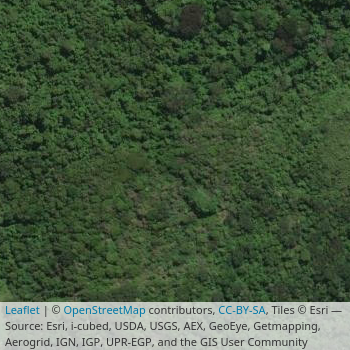 Leaflet | © OpenStreetMap contributors, CC-BY-SA, Tiles © Esri —
Source: Esri, i-cubed, USDA, USGS, AEX, GeoEye, Getmapping,
Aerogrid, IGN, IGP, UPR-EGP, and the GIS User Community